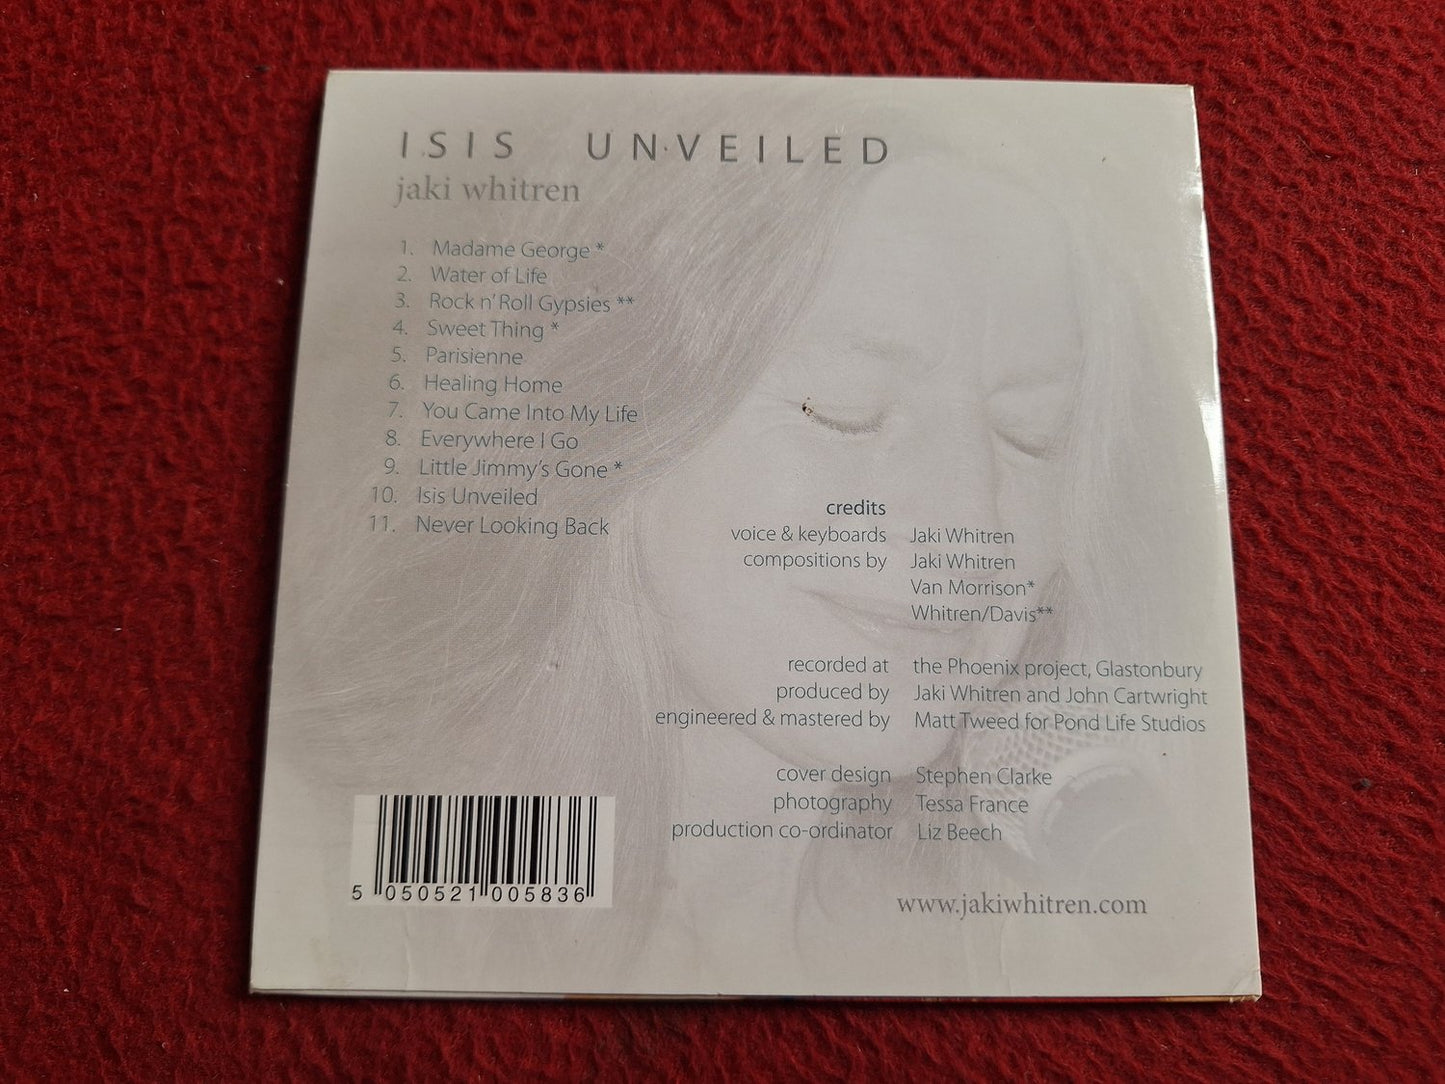 ISIS UNVEILED
jaki whitren
1. Madame George *
2. Water of Life
3. Rock n' Roll Gypsies **
4. Sweet Thing *
5. Parisienne
6. Healing Home
7. You Came Into My Life
8. Everywhere I Go
9. Little Jimmy's Gone *
10. Isis Unveiled
11. Never Looking Back
credits
voice & keyboards Jaki Whitren
compositions by Jaki Whitren
Van Morrison*
Whitren/Davis**
recorded at the Phoenix project, Glastonbury
produced by Jaki Whitren and John Cartwright
engineered & mastered by Matt Tweed for Pond Life Studios
cover design Stephen Clarke
photography Tessa France
production co-ordinator Liz Beech
5 050521 005836
www.jakiwhitren.com